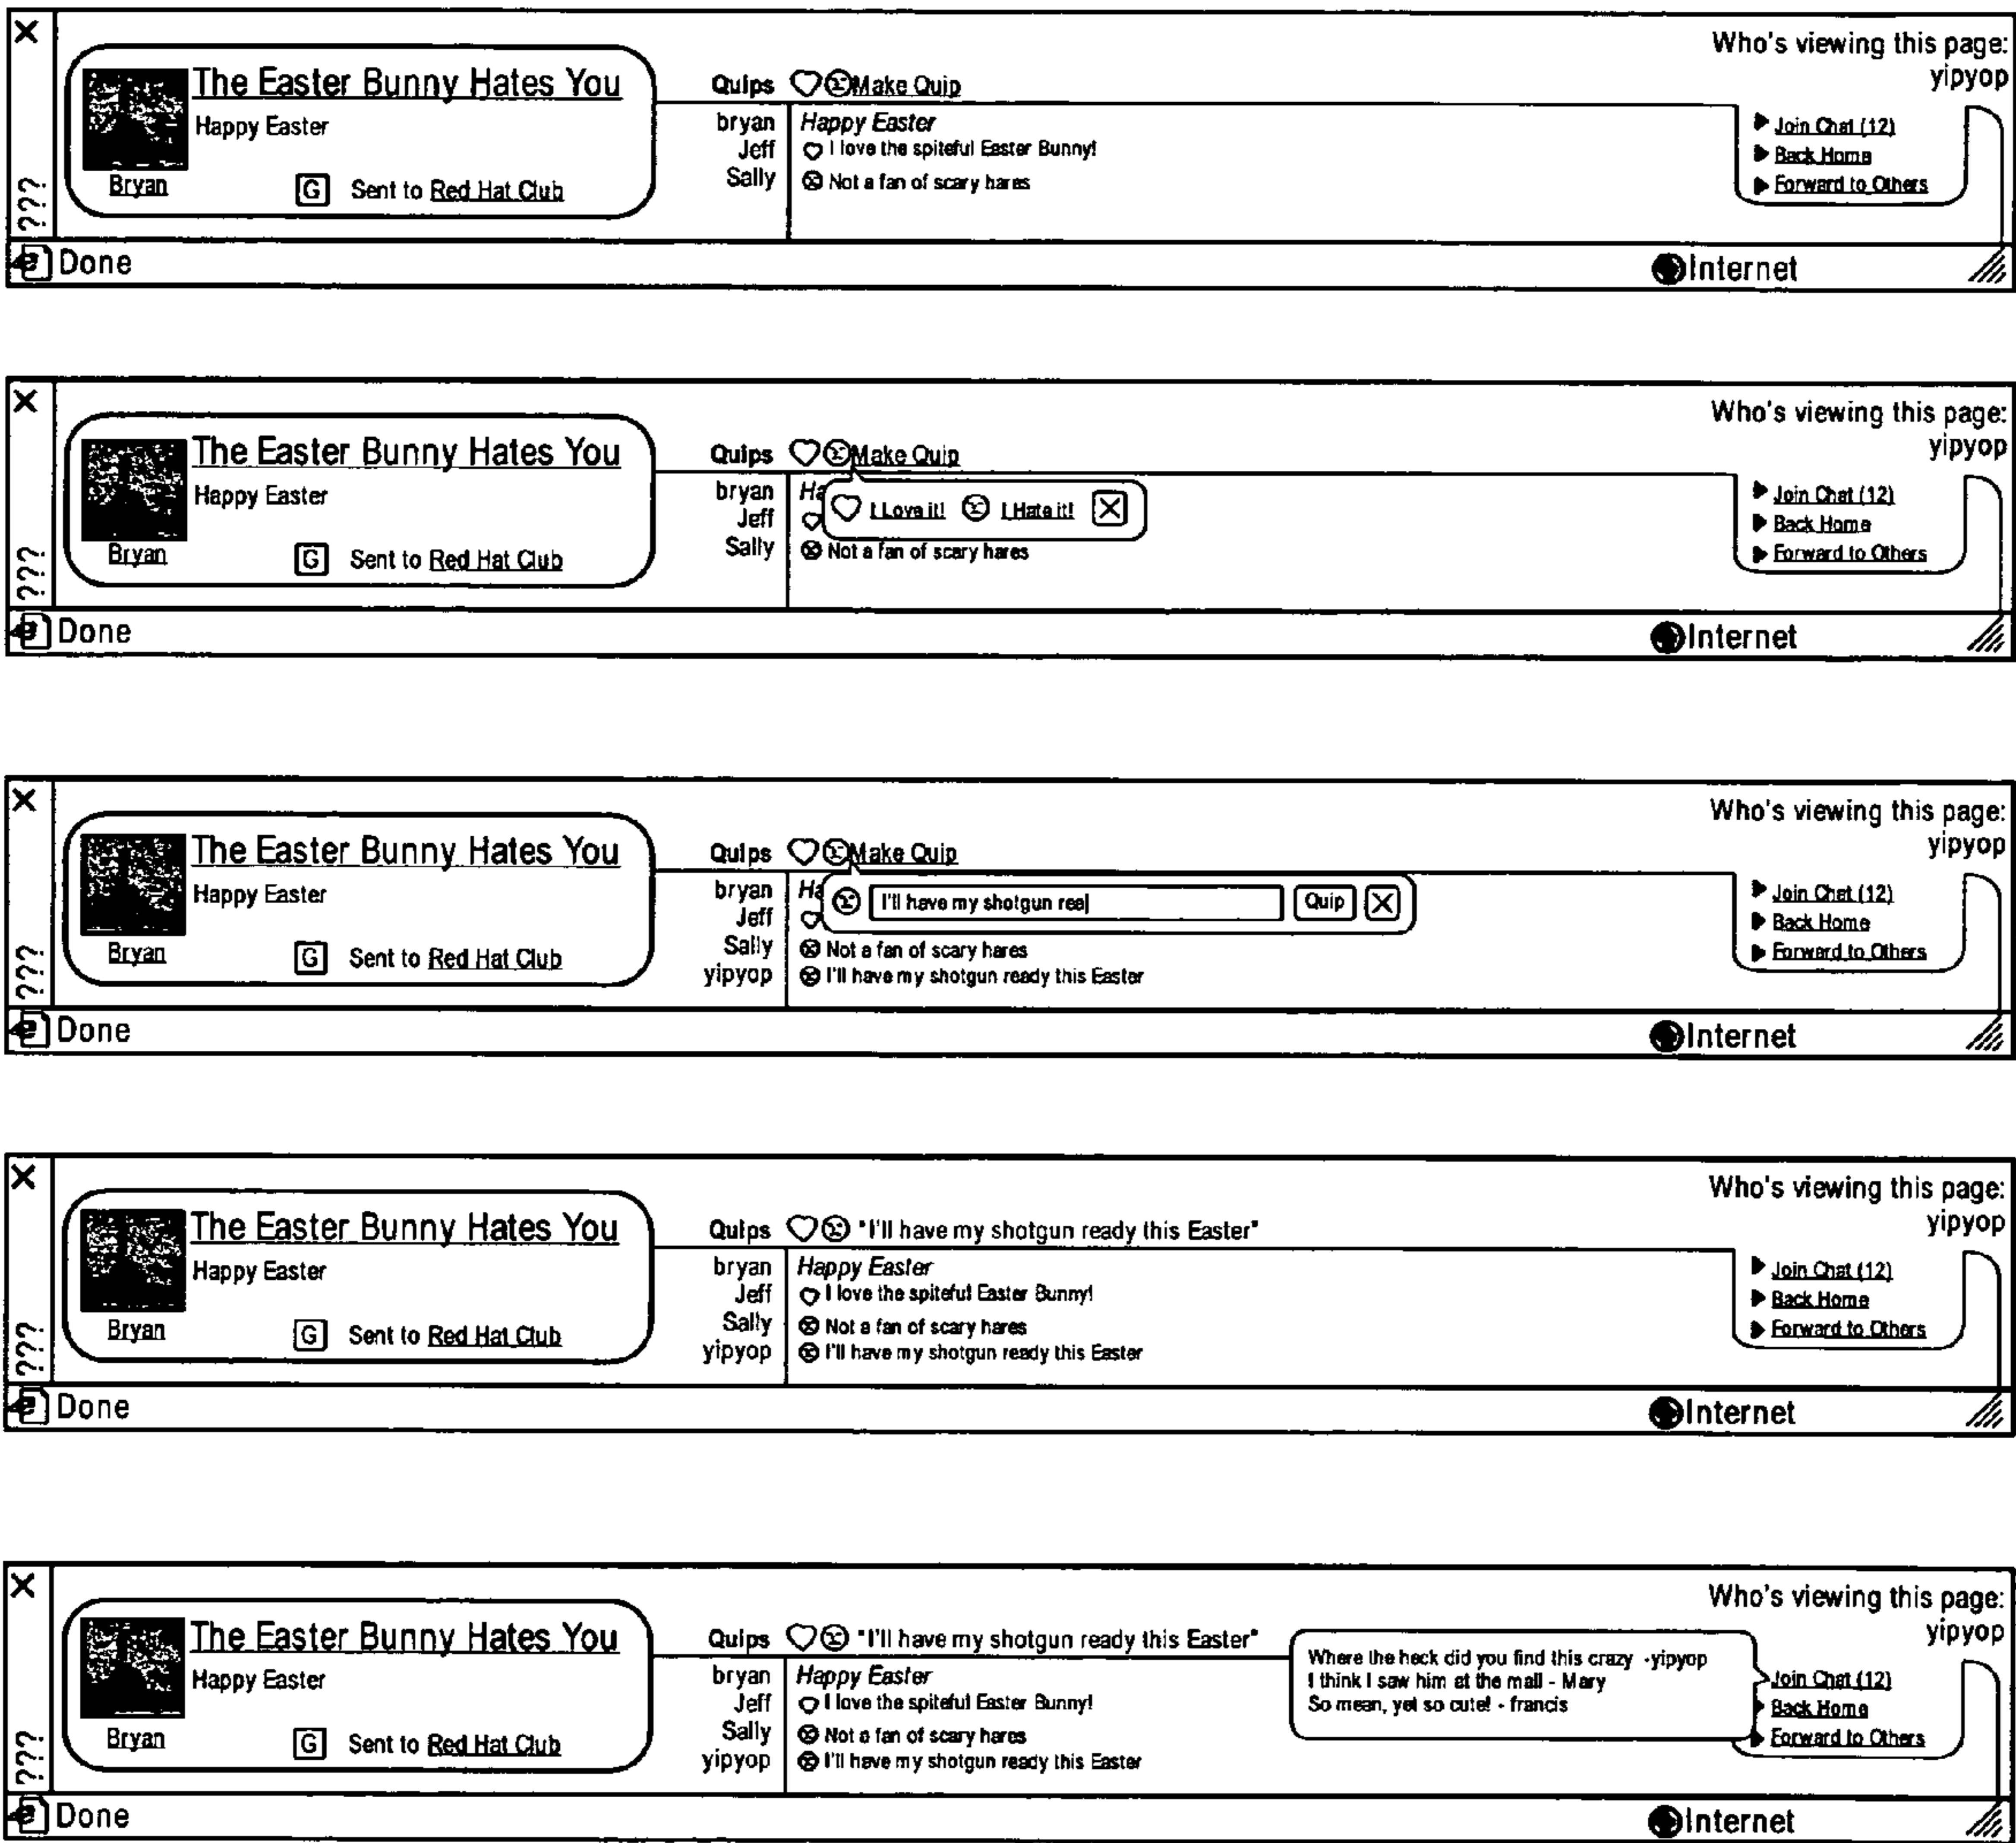 Who's viewing this page:
yipyop
The Easter Bunny Hates You
Happy Easter
Bryan
G Sent to Red Hat Club
Quips Make Quip
bryan Happy Easter
Jeff I love the spiteful Easter Bunny!
Sally Not a fan of scary hares
Join Chat (12)
Back Home
Forward to Others
???
Done
Internet
Who's viewing this page:
yipyop
The Easter Bunny Hates You
Happy Easter
Bryan
G Sent to Red Hat Club
Quips Make Quip
bryan Ha
I Love it! I Hate it!
Jeff
Sally Not a fan of scary hares
Join Chat (12)
Back Home
Forward to Others
???
Done
Internet
Who's viewing this page:
yipyop
The Easter Bunny Hates You
Happy Easter
Bryan
G Sent to Red Hat Club
Quips Make Quip
bryan Ha
I'll have my shotgun rea Quip
Jeff
Sally Not a fan of scary hares
yipyop I'll have my shotgun ready this Easter
Join Chat (12)
Back Home
Forward to Others
???
Done
Internet
Who's viewing this page:
yipyop
The Easter Bunny Hates You
Happy Easter
Bryan
G Sent to Red Hat Club
Quips "I'll have my shotgun ready this Easter"
bryan Happy Easter
Jeff I love the spiteful Easter Bunny!
Sally Not a fan of scary hares
yipyop I'll have my shotgun ready this Easter
Join Chat (12)
Back Home
Forward to Others
???
Done
Internet
Who's viewing this page:
yipyop
The Easter Bunny Hates You
Happy Easter
Bryan
G Sent to Red Hat Club
Quips "I'll have my shotgun ready this Easter"
bryan Happy Easter
Jeff I love the spiteful Easter Bunny!
Sally Not a fan of scary hares
yipyop I'll have my shotgun ready this Easter
Where the heck did you find this crazy -yipyop
I think I saw him at the mall - Mary
So mean, yet so cute! - francis
Join Chat (12)
Back Home
Forward to Others
???
Done
Internet